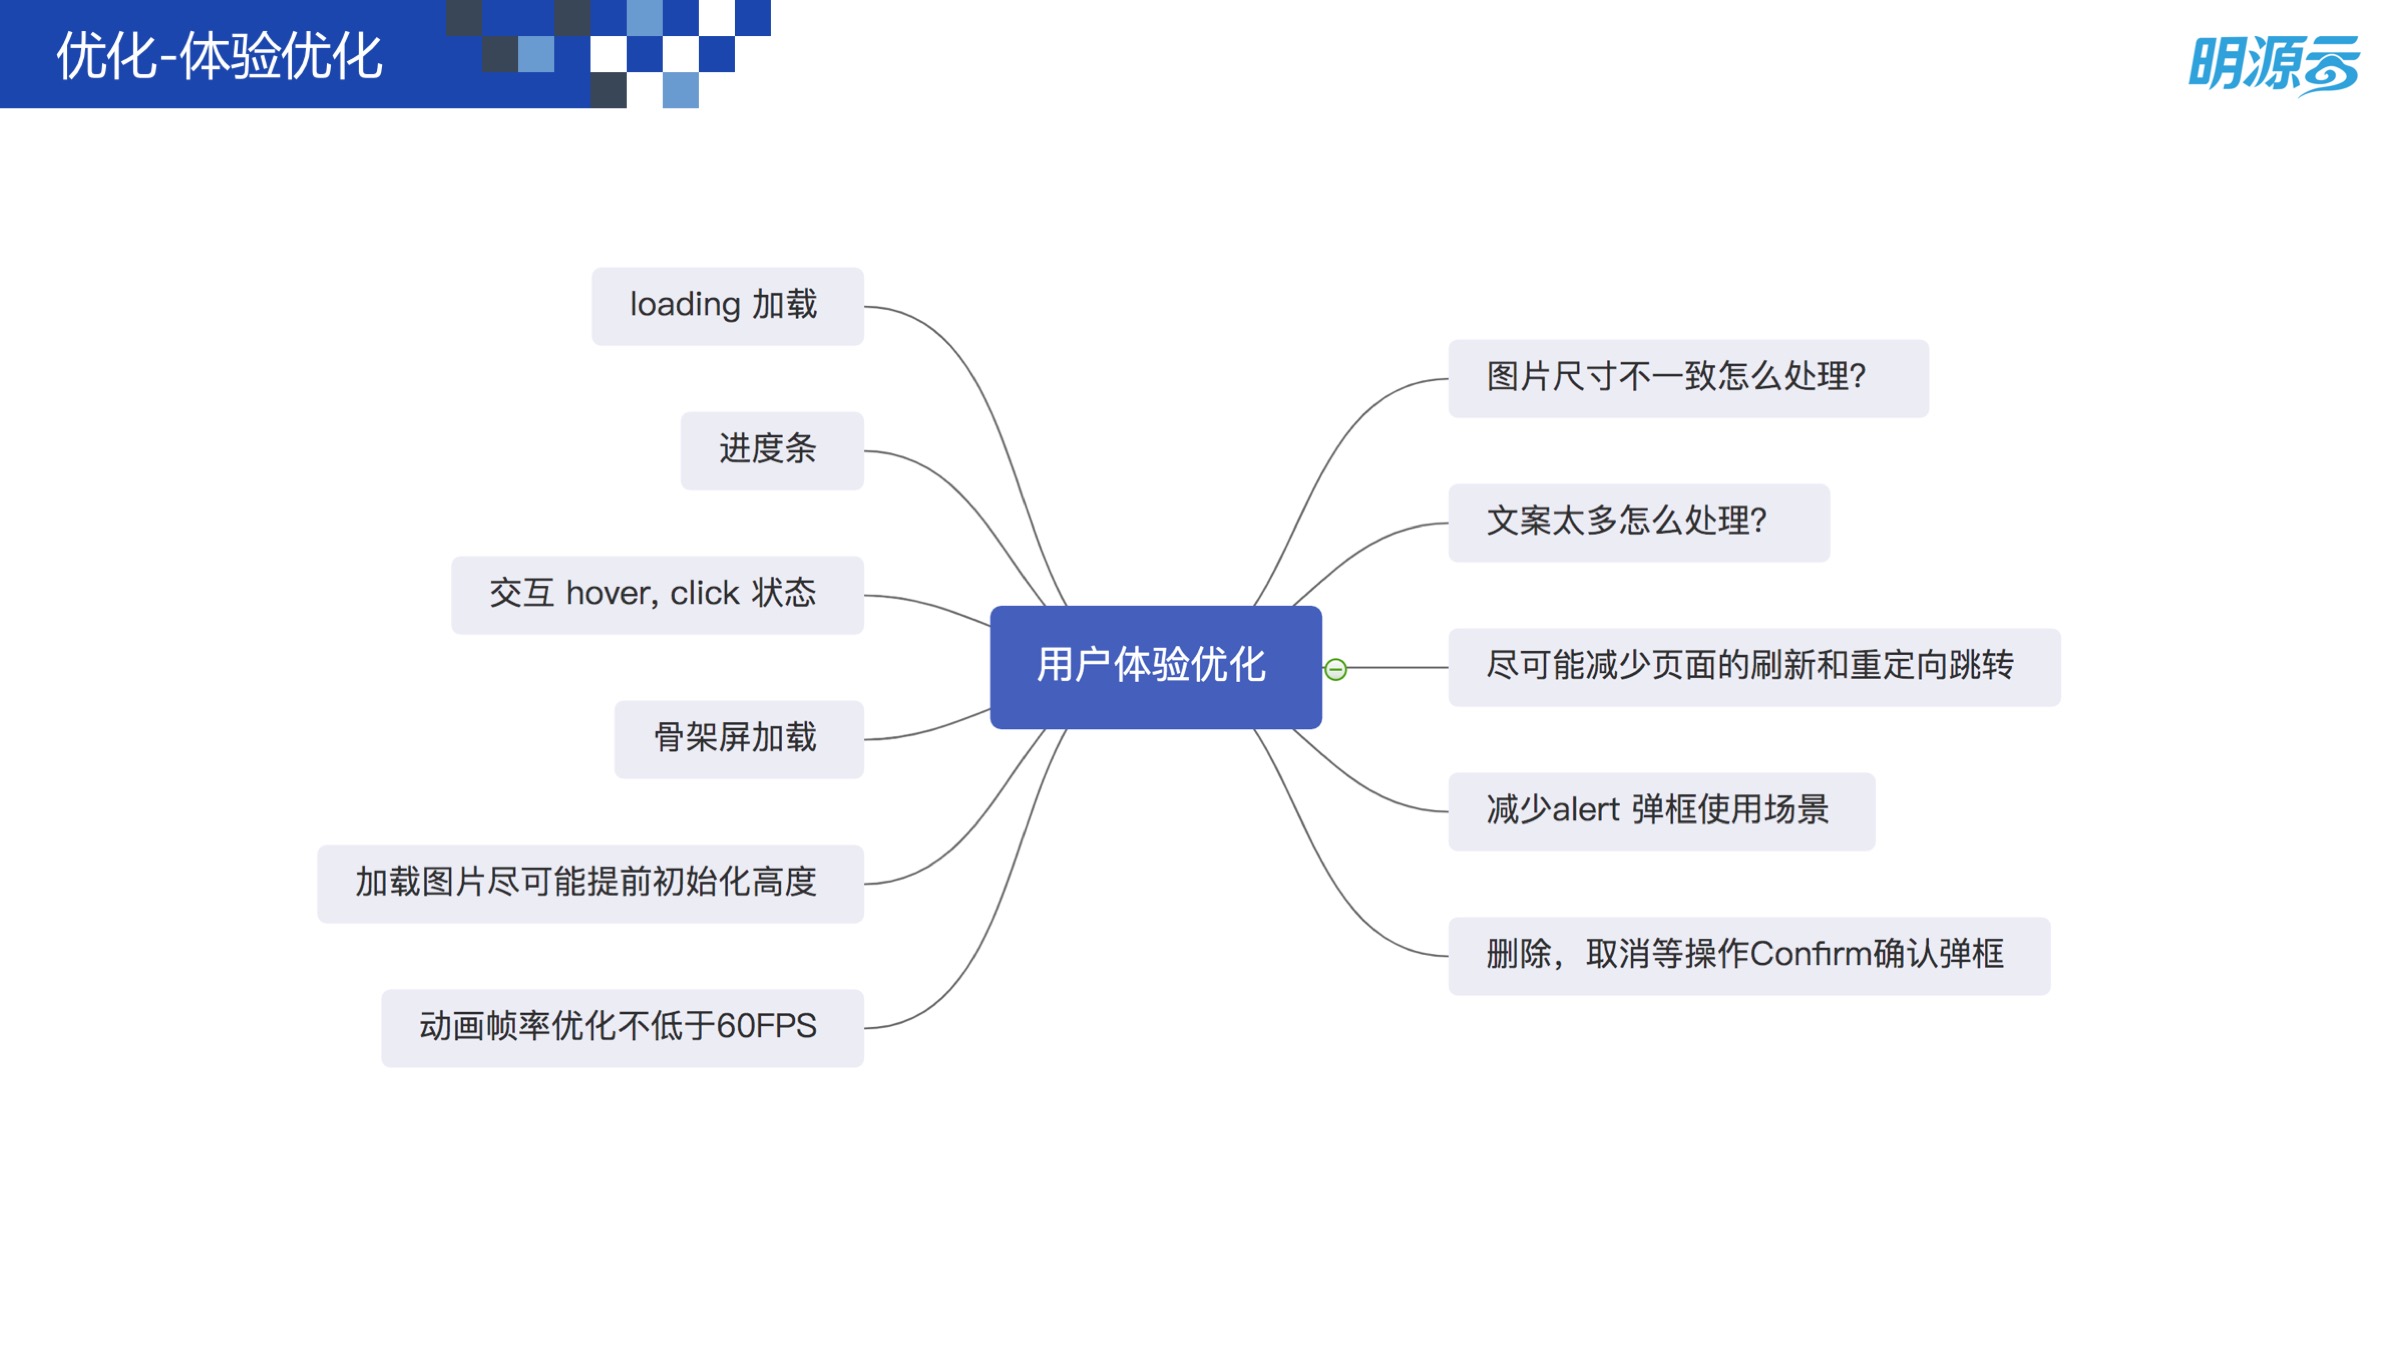 优化-体验优化
明源云
loading 加载
进度条
交互 hover, click 状态
骨架屏加载
加载图片尽可能提前初始化高度
动画帧率优化不低于60FPS
用户体验优化
图片尺寸不一致怎么处理?
文案太多怎么处理?
尽可能减少页面的刷新和重定向跳转
减少alert 弹框使用场景
删除，取消等操作Confirm确认弹框